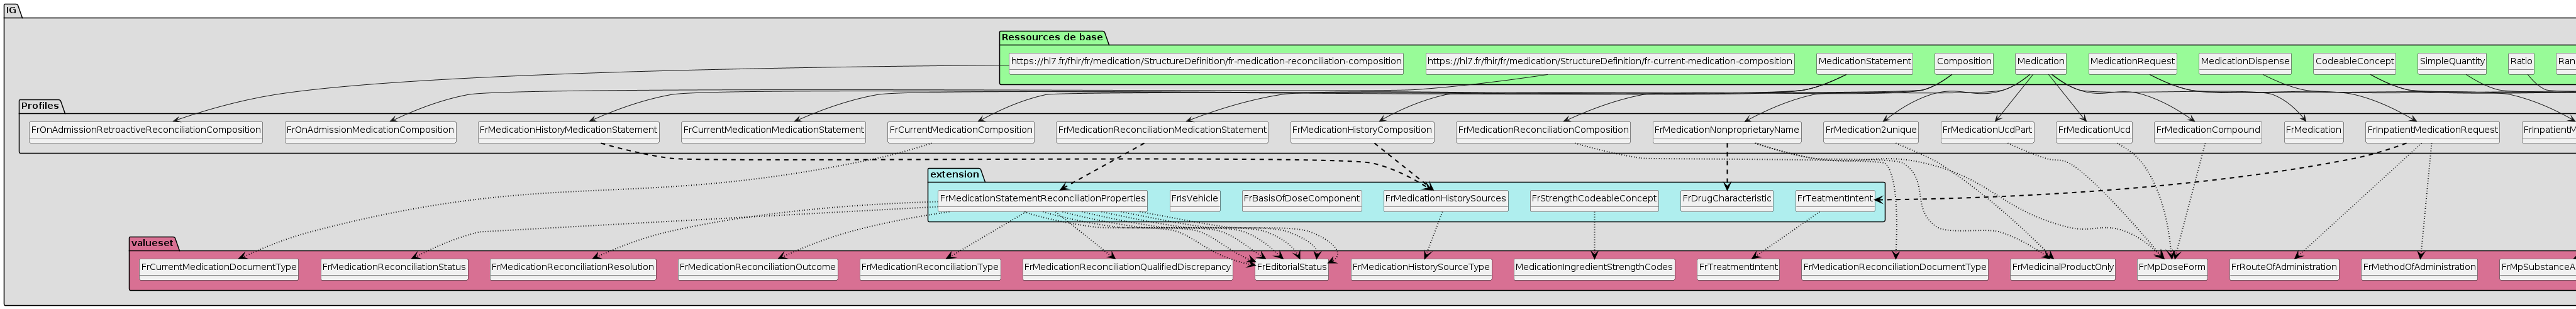 IG
Ressources de base
https://hl7.fr/fhir/fr/medication/StructureDefinition/fr-medication-reconciliation-composition
https://hl7.fr/fhir/fr/medication/StructureDefinition/fr-current-medication-composition
MedicationStatement
Composition
Medication
MedicationRequest
MedicationDispense
CodeableConcept
SimpleQuantity
Ratio
Ran
Profiles
FrOnAdmissionRetroactiveReconciliationComposition
FrOnAdmissionMedicationComposition
FrMedicationHistoryMedicationStatement
FrCurrentMedicationMedicationStatement
FrCurrentMedicationComposition
FrMedicationReconciliationMedicationStatement
FrMedicationHistoryComposition
FrMedicationReconciliationComposition
FrMedicationNonproprietaryName
FrMedication2unique
FrMedicationUcdPart
FrMedicationUcd
FrMedicationCompound
FrMedication
FrInpatientMedicationRequest
FrInpatientM
extension
FrMedicationStatementReconciliationProperties
FrIsVehicle
FrBasisOfDoseComponent
FrMedicationHistorySources
FrStrengthCodeableConcept
FrDrugCharacteristic
FrTeatmentIntent
valueset
FrCurrentMedicationDocumentType
FrMedicationReconciliationStatus
FrMedicationReconciliationResolution
FrMedicationReconciliationOutcome
FrMedicationReconciliationType
FrMedicationReconciliationQualifiedDiscrepancy
FrEditorialStatus
FrMedicationHistorySourceType
MedicationIngredientStrengthCodes
FrTreatmentIntent
FrMedicationReconciliationDocumentType
FrMedicinalProductOnly
FrMpDoseForm
FrRouteOfAdministration
FrMethodOfAdministration
FrMpSubstanceA